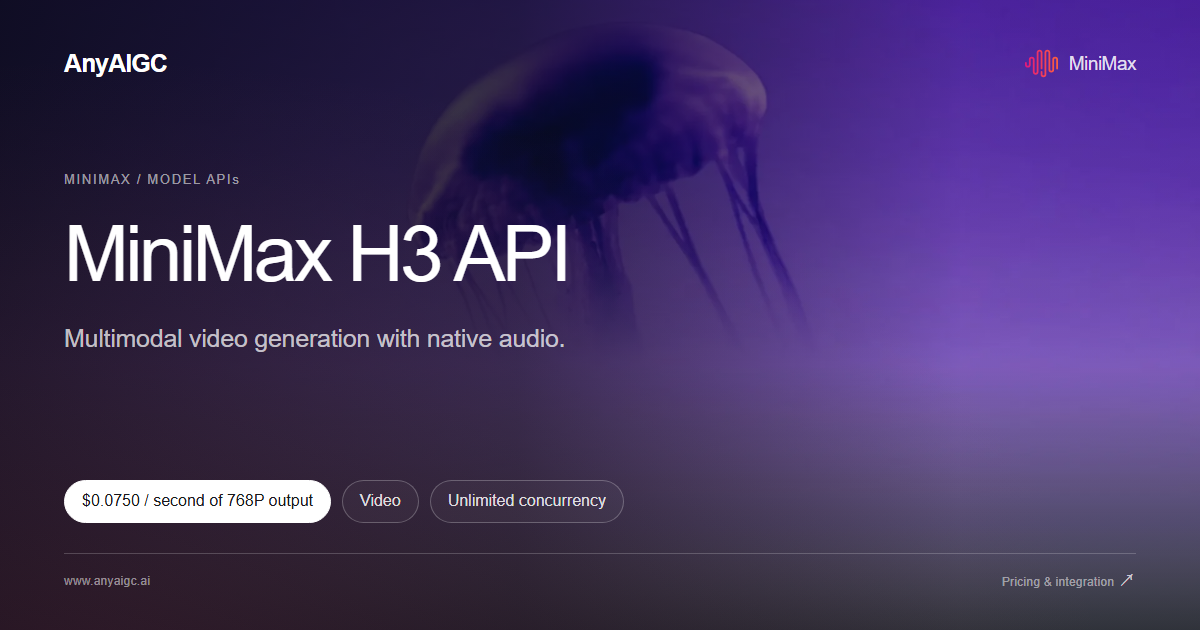 AnyAIGC
MiniMax
MINIMAX / MODEL APIs
MiniMax H3 API
Multimodal video generation with native audio.
$0.0750 / second of 768P output
Video
Unlimited concurrency
www.anyaigc.ai
Pricing & integration ↗